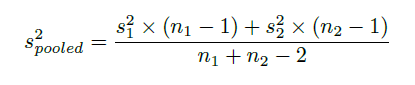 s²pooled = (s₁² × (n₁ − 1) + s₂² × (n₂ − 1)) / (n₁ + n₂ − 2)